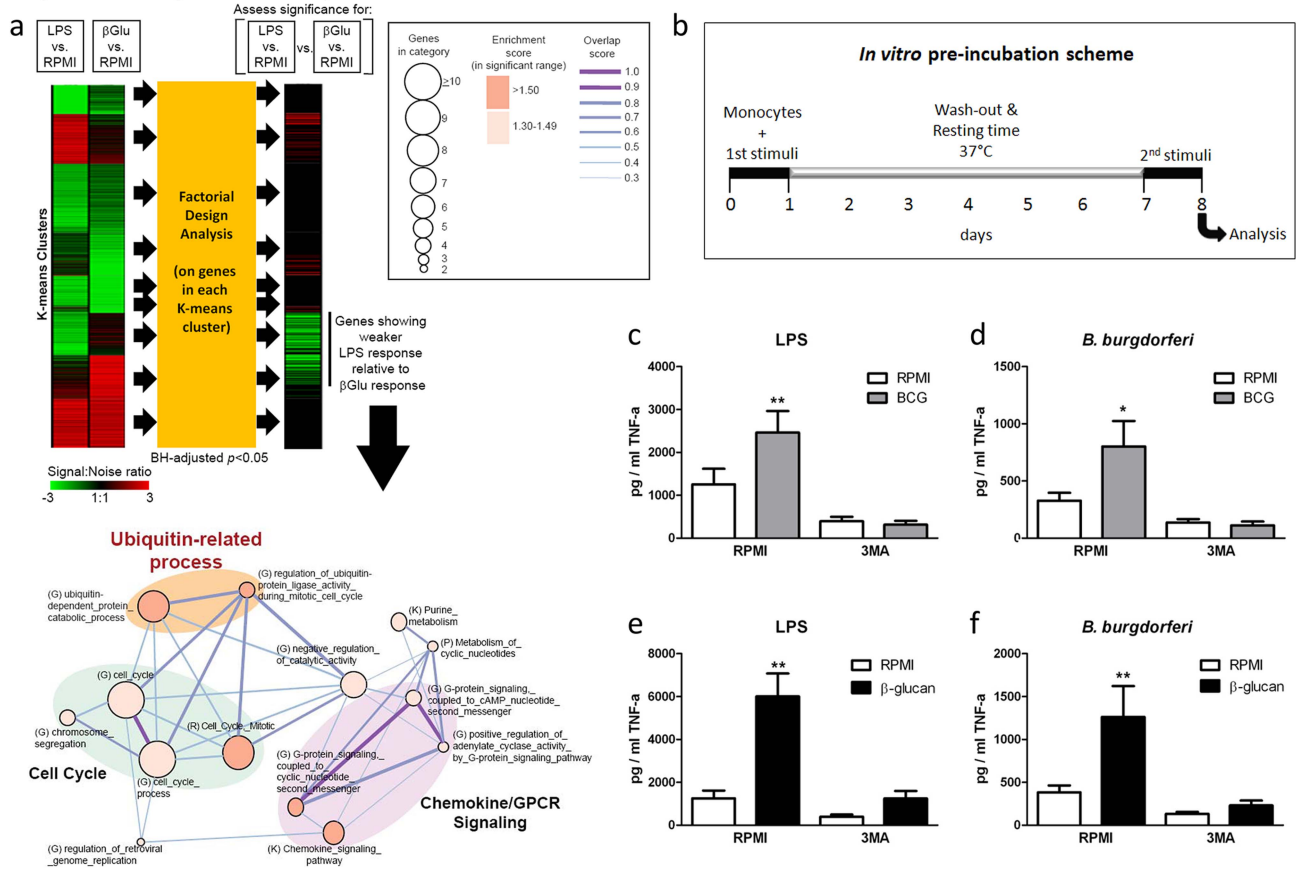 a
Assess significance for:
LPS
vs.
RPMI
βGlu
vs.
RPMI
LPS
vs.
RPMI
vs.
βGlu
vs.
RPMI
K-means Clusters
Factorial
Design
Analysis
(on genes
in each
K-means
cluster)
BH-adjusted p<0.05
Genes showing
weaker
LPS response
relative to
βGlu response
Signal:Noise ratio
-3 1:1 3
Genes
in category
≥10
9
8
7
6
5
4
3
2
Enrichment
score
(in significant range)
>1.50
1.30-1.49
Overlap
score
1.0
0.9
0.8
0.7
0.6
0.5
0.4
0.3
Ubiquitin-related
process
(G) ubiquitin-
dependent_protein_
catabolic_process
(G) regulation_of_ubiquitin-
protein_ligase_activity_
during_mitotic_cell_cycle
(K) Purine_
metabolism
(P) Metabolism_of_
cyclic_nucleotides
(G) negative_regulation_
of_catalytic_activity
(G) cell_cycle
(G) G-protein_signaling,_
coupled_to_cAMP_nucleotide_
second_messenger
(G) chromosome_
segregation
(R) Cell_Cycle_Mitotic
(G) positive_regulation_of
adenylate_cyclase_activity_
by_G-protein_signaling_pathway
Cell Cycle
(G) cell_cycle_
process
(G) G-protein_signaling,_
coupled_to_
cyclic_nucleotide_
second_messenger
Chemokine/GPCR
Signaling
(G) regulation_of_retroviral
_genome_replication
(K) Chemokine_signaling_
pathway
b
In vitro pre-incubation scheme
Monocytes
+
1st stimuli
Wash-out &
Resting time
37°C
2nd stimuli
0 1 2 3 4 5 6 7 8
days
Analysis
c
LPS
pg / ml TNF-a
4000
3000
2000
1000
0
**
RPMI
BCG
RPMI 3MA
d
B. burgdorferi
pg / ml TNF-a
1500
1000
500
0
*
RPMI
BCG
RPMI 3MA
e
LPS
pg / ml TNF-a
8000
6000
4000
2000
0
**
RPMI
β-glucan
RPMI 3MA
f
B. burgdorferi
pg / ml TNF-a
2000
1500
1000
500
0
**
RPMI
β-glucan
RPMI 3MA